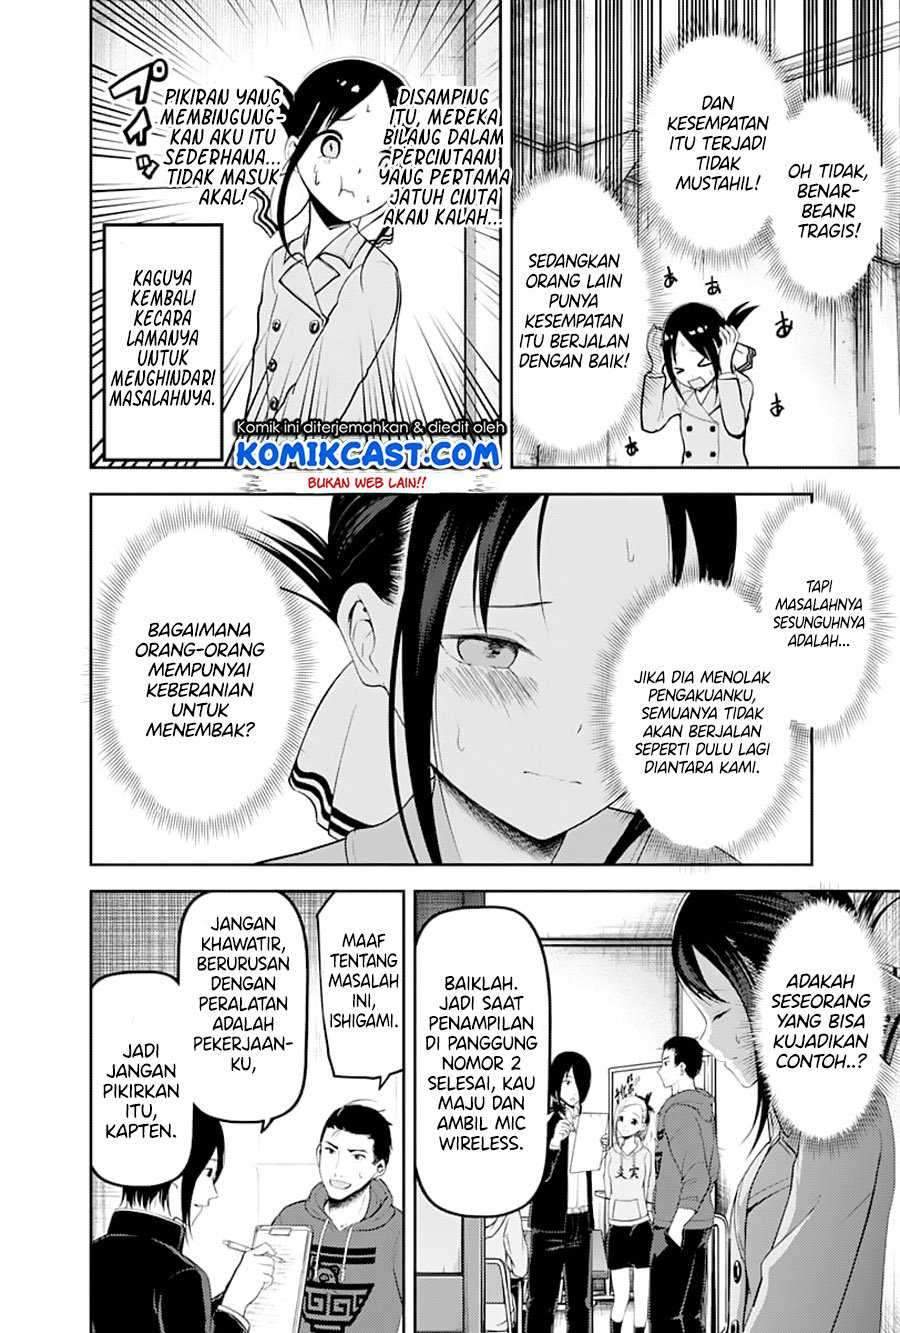 OH TIDAK,
BENAR-
BEANR
TRAGIS!
DAN
KESEMPATAN
ITU TERJADI
TIDAK
MUSTAHIL!
SEDANGKAN
ORANG LAIN
PUNYA
KESEMPATAN
ITU BERJALAN
DENGAN BAIK!
あ
あ
あ
DISAMPING
ITU, MEREKA
BILANG DALAM
PERCINTAAN
YANG PERTAMA
JATUH CINTA
AKAN KALAH...
PIKIRAN YANG
MEMBINGUNG-
KAN AKU ITU
SEDERHANA...
TIDAK MASUK
AKAL!
KAGUYA
KEMBALI
KECARA
LAMANYA
UNTUK
MENGHINDARI
MASALAHNYA.
Komik ini diterjemahkan & diedit oleh
KOMIKCAST.COM
BUKAN WEB LAIN!!
TAPI
MASALAHNYA
SESUNGUHNYA
ADALAH...
JIKA DIA MENOLAK
PENGAKUANKU,
SEMUANYA TIDAK
AKAN BERJALAN
SEPERTI DULU LAGI
DIANTARA KAMI.
BAGAIMANA
ORANG-ORANG
MEMPUNYAI
KEBERANIAN
UNTUK
MENEMBAK?
ADAKAH
SESEORANG
YANG BISA
KUJADIKAN
CONTOH..?
BAIKLAH.
JADI SAAT
PENAMPILAN
DI PANGGUNG
NOMOR 2
SELESAI, KAU
MAJU DAN
AMBIL MIC
WIRELESS.
MAAF
TENTANG
MASALAH
INI,
ISHIGAMI.
JANGAN
KHAWATIR,
BERURUSAN
DENGAN
PERALATAN
ADALAH
PEKERJAAN-
KU,
JADI
JANGAN
PIKIRKAN
ITU,
KAPTEN.